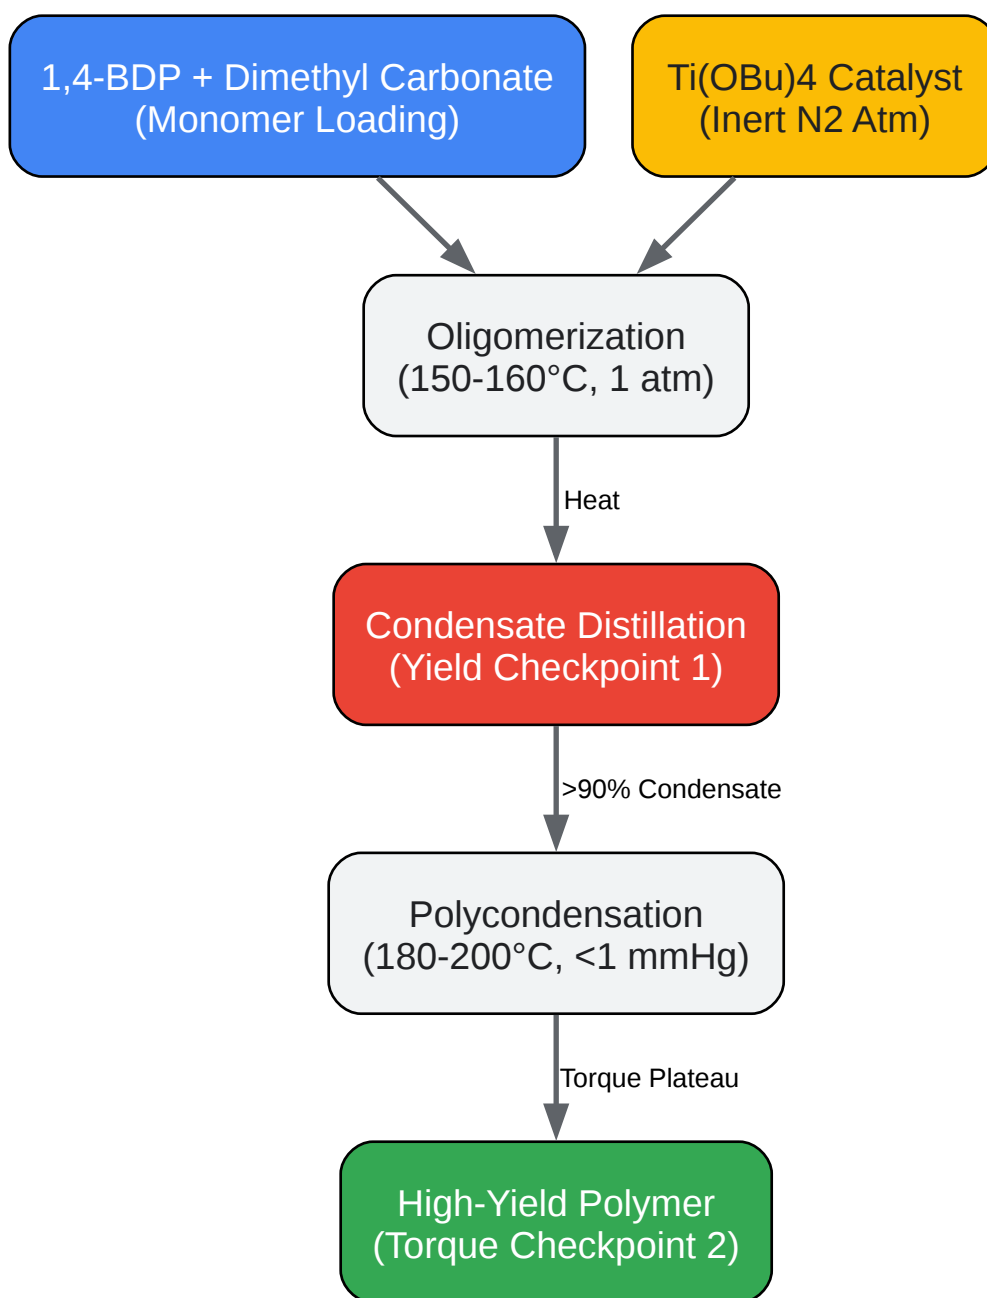 1,4-BDP + Dimethyl Carbonate
(Monomer Loading)
Ti(OBu)4 Catalyst
(Inert N2 Atm)
Oligomerization
(150-160°C, 1 atm)
Heat
Condensate Distillation
(Yield Checkpoint 1)
>90% Condensate
Polycondensation
(180-200°C, <1 mmHg)
Torque Plateau
High-Yield Polymer
(Torque Checkpoint 2)